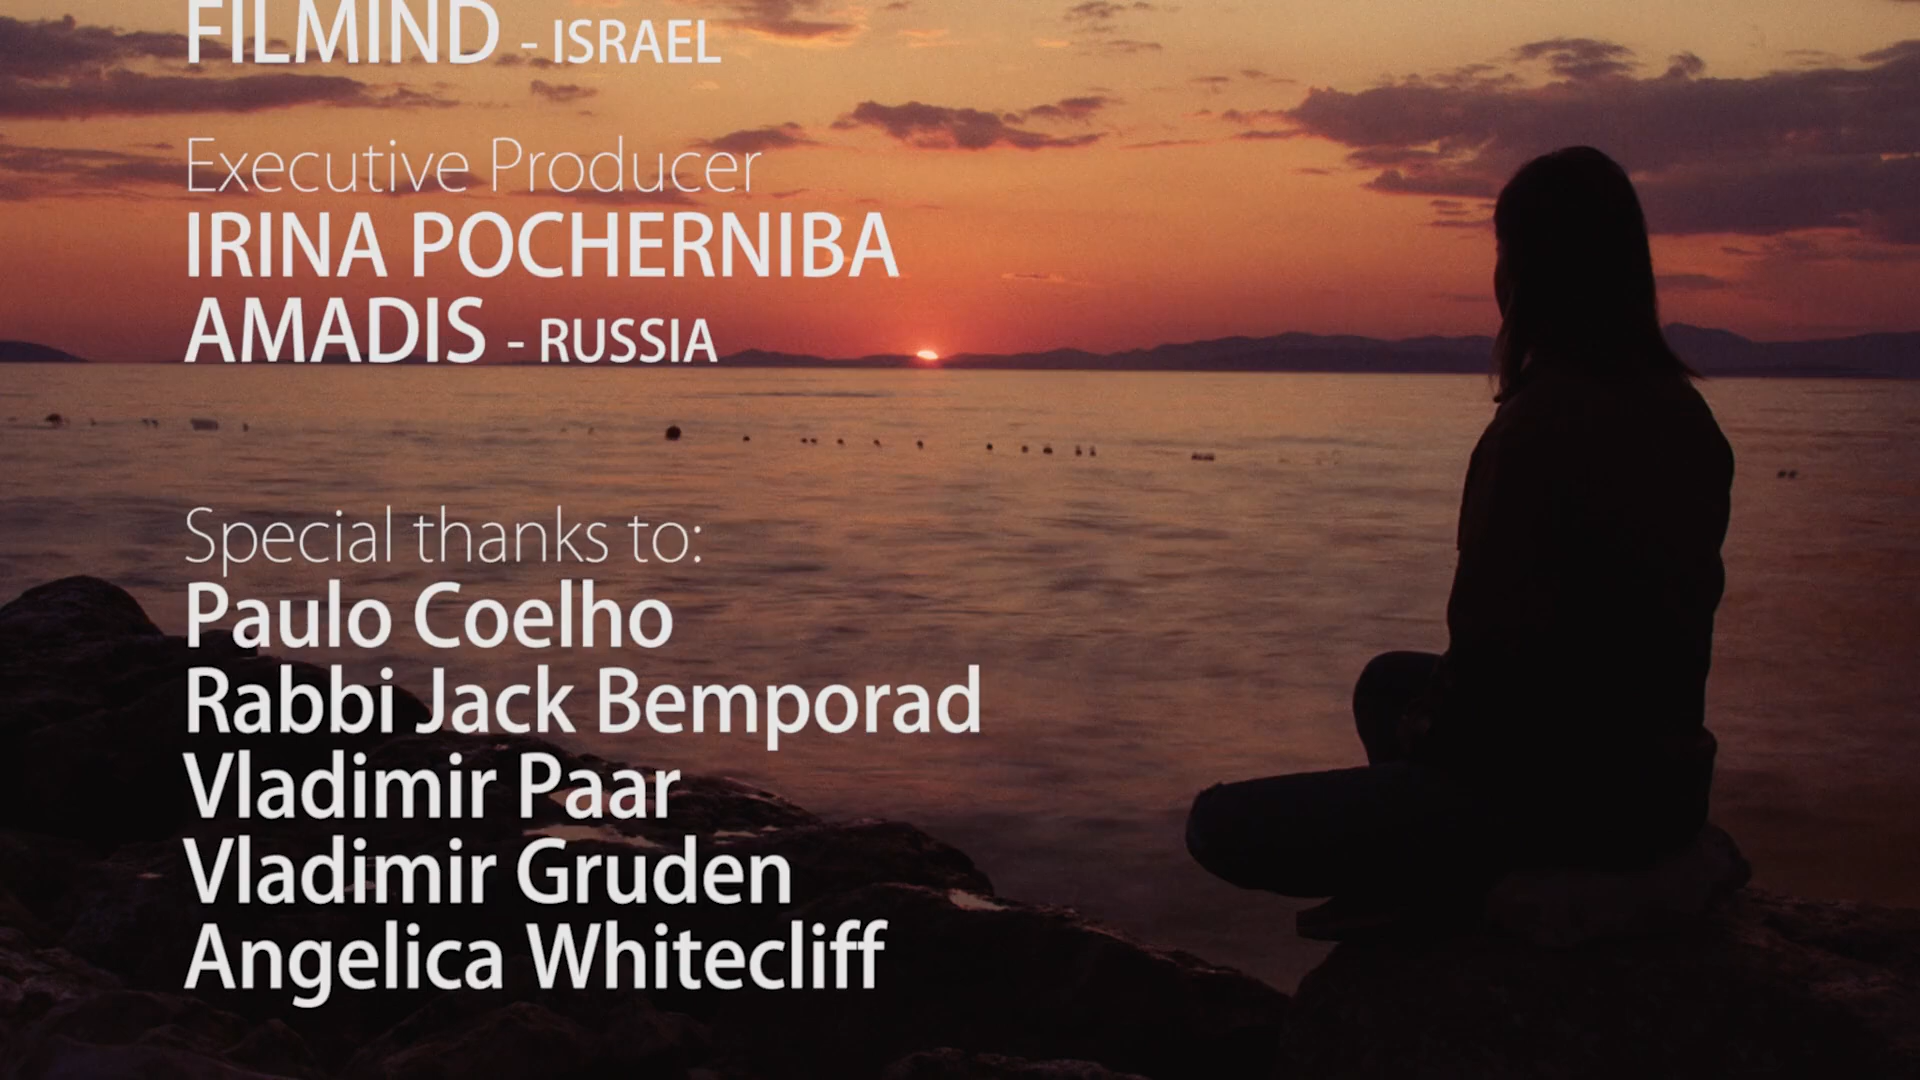 FILMIND - ISRAEL
Executive Producer
IRINA POCHERNIBA
AMADIS - RUSSIA
Special thanks to:
Paulo Coelho
Rabbi Jack Bemporad
Vladimir Paar
Vladimir Gruden
Angelica Whitecliff